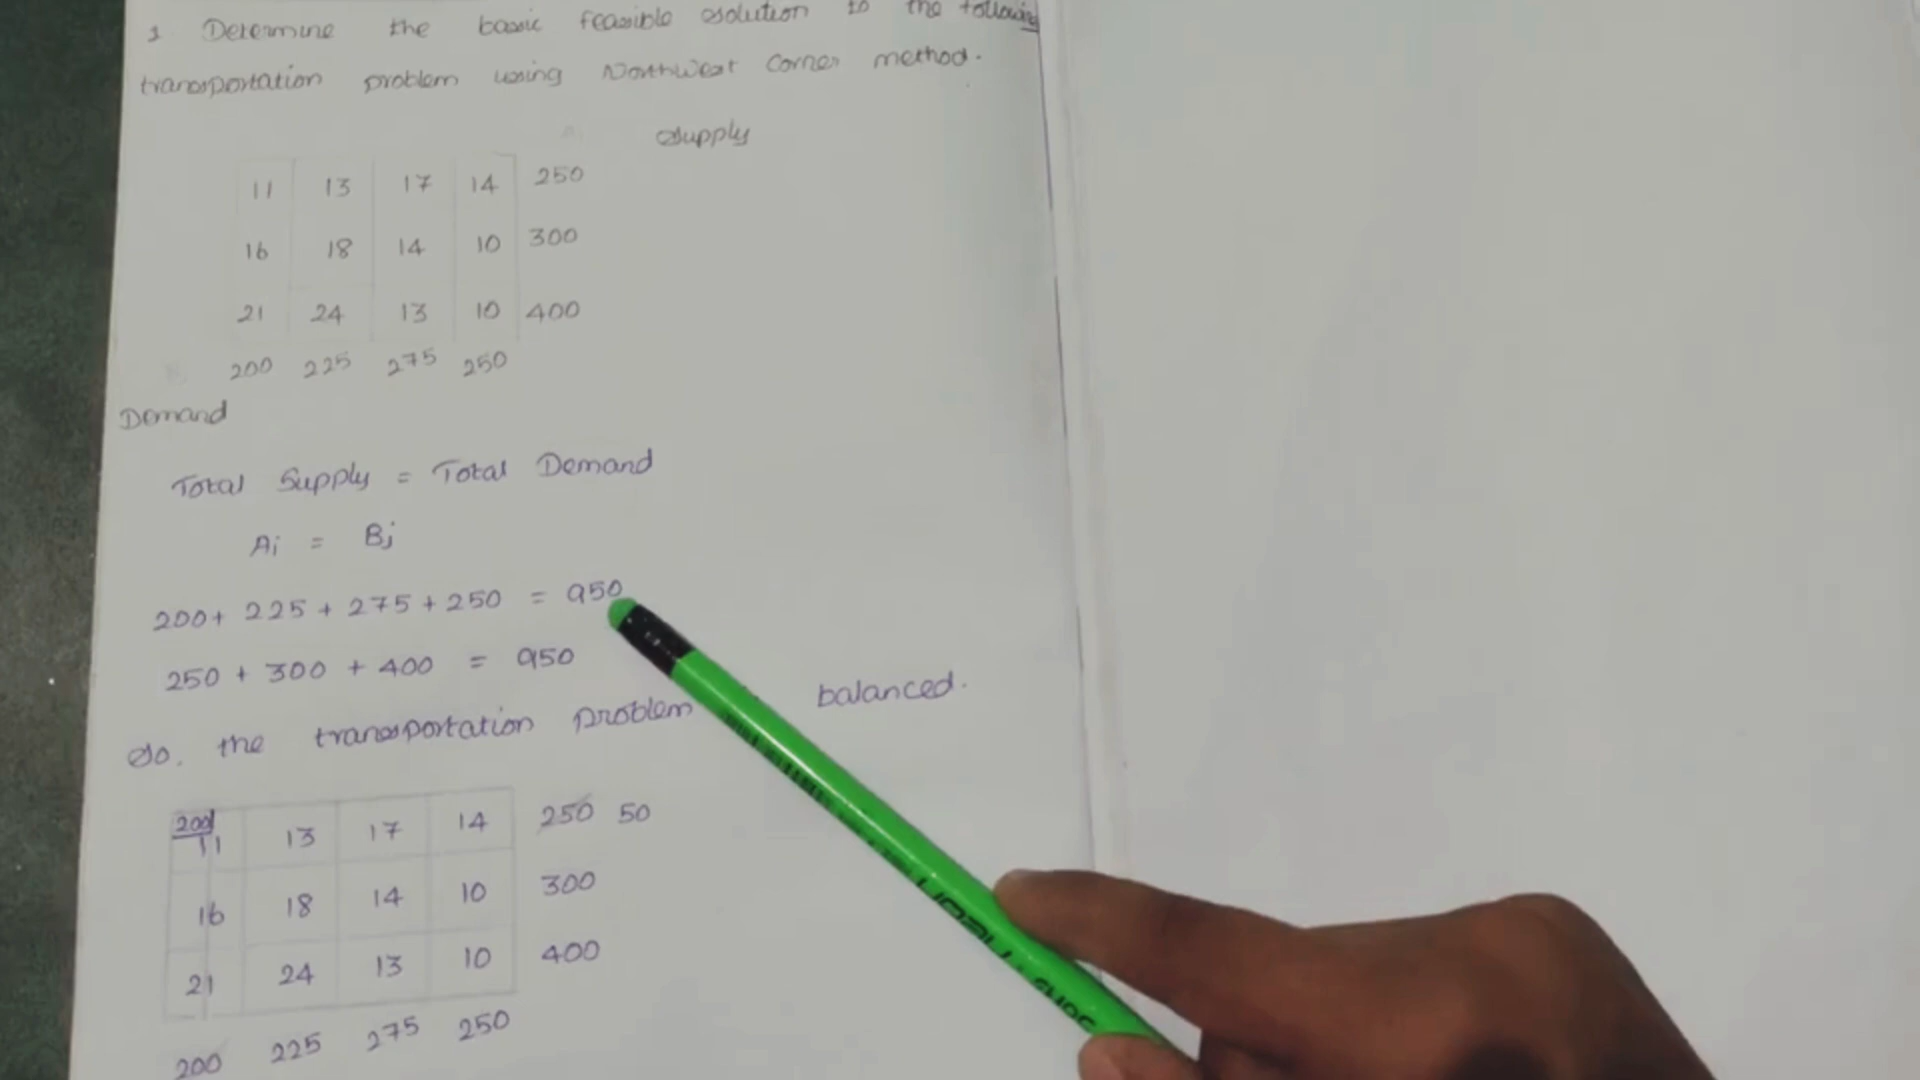 1 Determine the basic feasible solution to the following
transportation problem using NorthWest Corner method.
Supply
11 13 17 14 250
16 18 14 10 300
21 24 13 10 400
200 225 275 250
Demand
Total Supply = Total Demand
Ai = Bj
200+ 225 + 275 + 250 = 950
250 + 300 + 400 = 950
So. the transportation problem balanced.
200
11 13 17 14 250 50
16 18 14 10 300
21 24 13 10 400
200 225 275 250